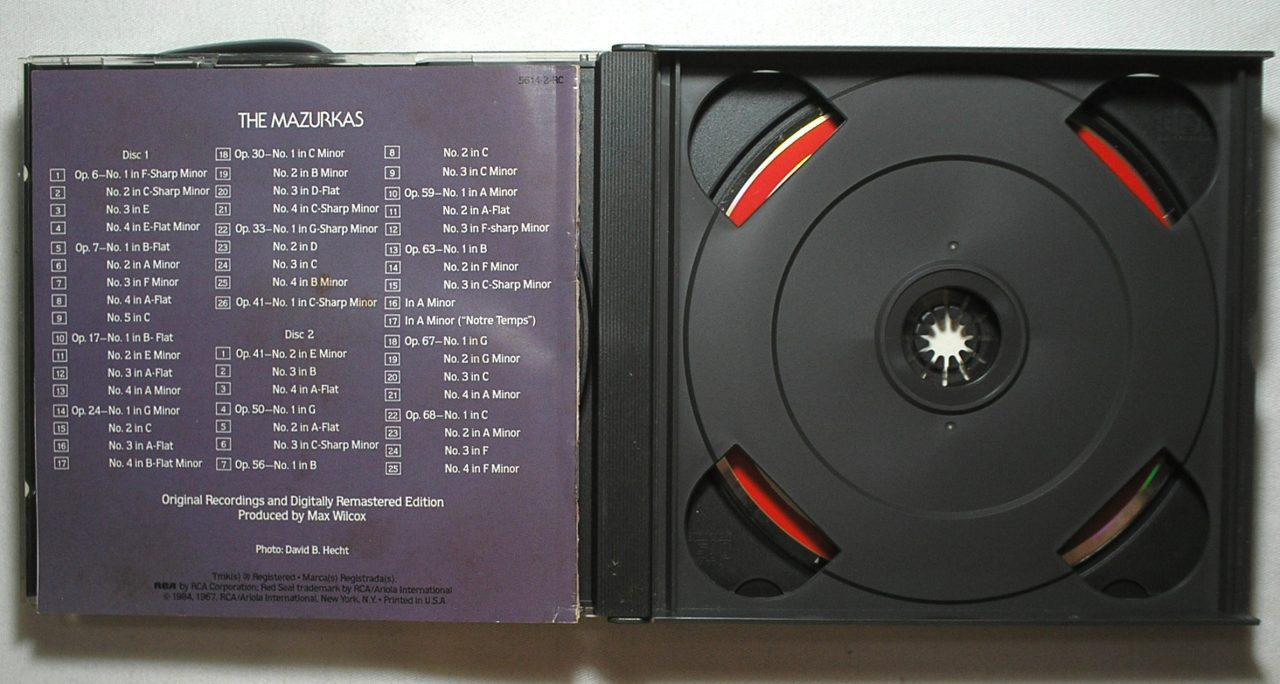 5614-2-RC
THE MAZURKAS
Disc 1
1 Op. 6–No. 1 in F-Sharp Minor
2 No. 2 in C-Sharp Minor
3 No. 3 in E
4 No. 4 in E-Flat Minor
5 Op. 7–No. 1 in B-Flat
6 No. 2 in A Minor
7 No. 3 in F Minor
8 No. 4 in A-Flat
9 No. 5 in C
10 Op. 17–No. 1 in B- Flat
11 No. 2 in E Minor
12 No. 3 in A-Flat
13 No. 4 in A Minor
14 Op. 24–No. 1 in G Minor
15 No. 2 in C
16 No. 3 in A-Flat
17 No. 4 in B-Flat Minor
18 Op. 30–No. 1 in C Minor
19 No. 2 in B Minor
20 No. 3 in D-Flat
21 No. 4 in C-Sharp Minor
22 Op. 33–No. 1 in G-Sharp Minor
23 No. 2 in D
24 No. 3 in C
25 No. 4 in B Minor
26 Op. 41–No. 1 in C-Sharp Minor
Disc 2
1 Op. 41–No. 2 in E Minor
2 No. 3 in B
3 No. 4 in A-Flat
4 Op. 50–No. 1 in G
5 No. 2 in A-Flat
6 No. 3 in C-Sharp Minor
7 Op. 56–No. 1 in B
8 No. 2 in C
9 No. 3 in C Minor
10 Op. 59–No. 1 in A Minor
11 No. 2 in A-Flat
12 No. 3 in F-sharp Minor
13 Op. 63–No. 1 in B
14 No. 2 in F Minor
15 No. 3 in C-Sharp Minor
16 In A Minor
17 In A Minor ("Notre Temps")
18 Op. 67–No. 1 in G
19 No. 2 in G Minor
20 No. 3 in C
21 No. 4 in A Minor
22 Op. 68–No. 1 in C
23 No. 2 in A Minor
24 No. 3 in F
25 No. 4 in F Minor
Original Recordings and Digitally Remastered Edition
Produced by Max Wilcox
Photo: David B. Hecht
Tmk(s) ® Registered • Marca(s) Registrada(s).
RCA by RCA Corporation; Red Seal trademark by RCA/Ariola International
© 1984, 1967, RCA/Ariola International, New York, N.Y. • Printed in U.S.A.